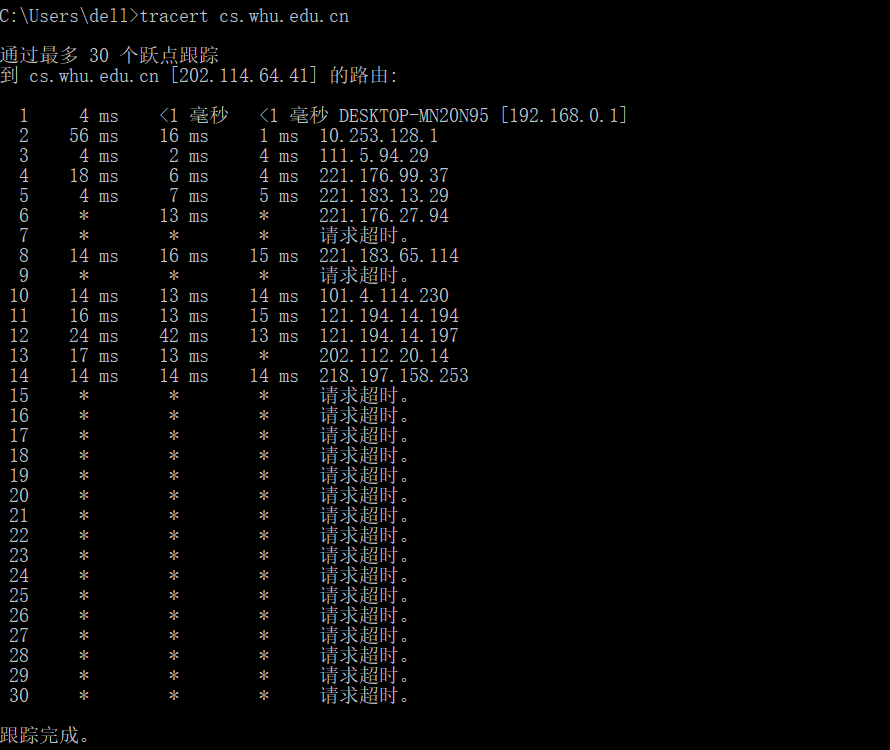 C:\Users\dell>tracert cs.whu.edu.cn
通过最多 30 个跃点跟踪
到 cs.whu.edu.cn [202.114.64.41] 的路由:
1 4 ms <1 毫秒 <1 毫秒 DESKTOP-MN20N95 [192.168.0.1]
2 56 ms 16 ms 1 ms 10.253.128.1
3 4 ms 2 ms 4 ms 111.5.94.29
4 18 ms 6 ms 4 ms 221.176.99.37
5 4 ms 7 ms 5 ms 221.183.13.29
6 * 13 ms * 221.176.27.94
7 * * * 请求超时。
8 14 ms 16 ms 15 ms 221.183.65.114
9 * * * 请求超时。
10 14 ms 13 ms 14 ms 101.4.114.230
11 16 ms 13 ms 15 ms 121.194.14.194
12 24 ms 42 ms 13 ms 121.194.14.197
13 17 ms 13 ms * 202.112.20.14
14 14 ms 14 ms 14 ms 218.197.158.253
15 * * * 请求超时。
16 * * * 请求超时。
17 * * * 请求超时。
18 * * * 请求超时。
19 * * * 请求超时。
20 * * * 请求超时。
21 * * * 请求超时。
22 * * * 请求超时。
23 * * * 请求超时。
24 * * * 请求超时。
25 * * * 请求超时。
26 * * * 请求超时。
27 * * * 请求超时。
28 * * * 请求超时。
29 * * * 请求超时。
30 * * * 请求超时。
跟踪完成。